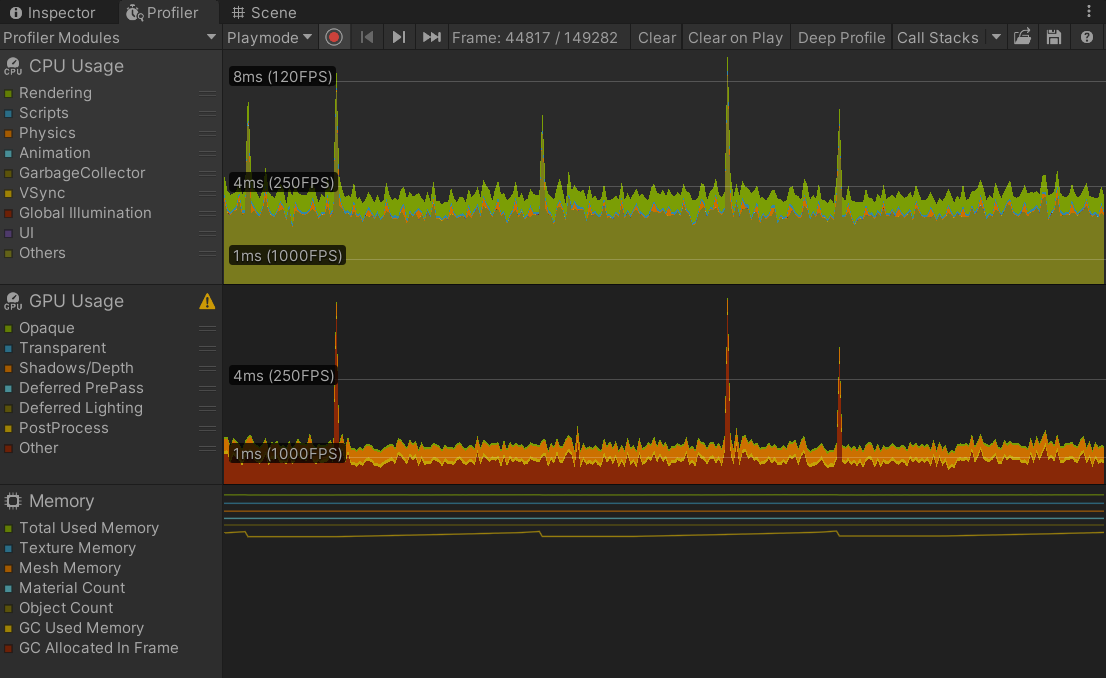 Inspector Profiler Scene
Profiler Modules Playmode Frame: 44817 / 149282 Clear Clear on Play Deep Profile Call Stacks
CPU CPU Usage
Rendering
Scripts
Physics
Animation
GarbageCollector
VSync
Global Illumination
UI
Others
8ms (120FPS)
4ms (250FPS)
1ms (1000FPS)
CPU GPU Usage
Opaque
Transparent
Shadows/Depth
Deferred PrePass
Deferred Lighting
PostProcess
Other
4ms (250FPS)
1ms (1000FPS)
Memory
Total Used Memory
Texture Memory
Mesh Memory
Material Count
Object Count
GC Used Memory
GC Allocated In Frame